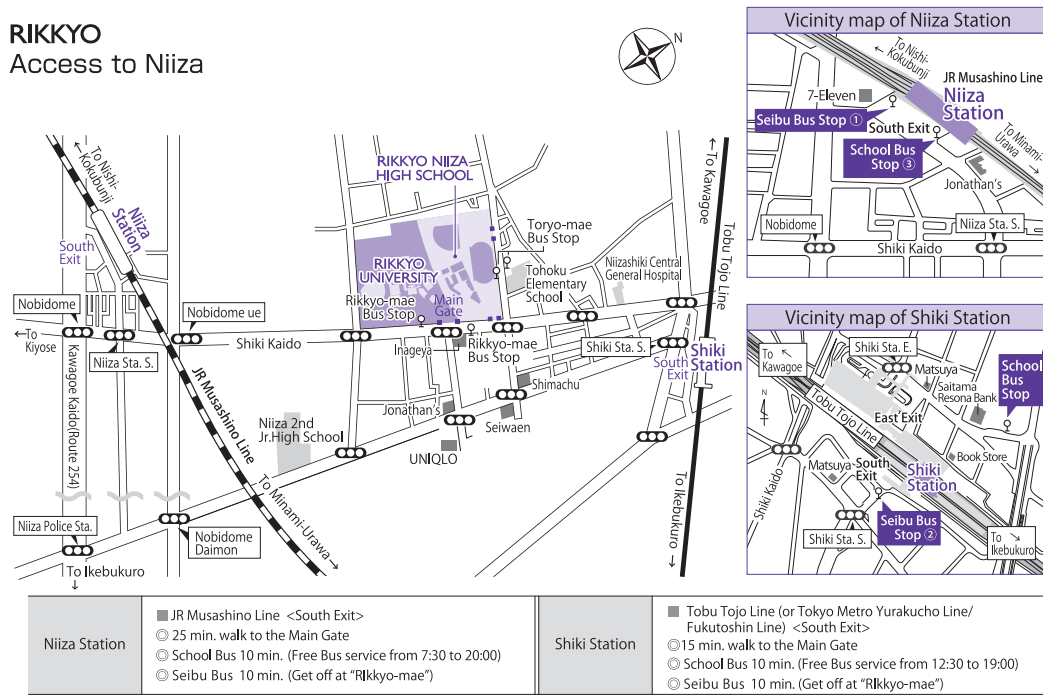 RIKKYO
Access to Niiza
N
To Nishi-
Kokubunji
Niiza
Station
South
Exit
Nobidome
To
Kiyose
Niiza Sta. S.
Nobidome ue
Shiki Kaido
Kawagoe Kaido(Route 254)
JR Musashino Line
Niiza Police Sta.
To Ikebukuro
Nobidome
Daimon
To Minami-Urawa
Niiza 2nd
Jr.High School
RIKKYO NIIZA
HIGH SCHOOL
RIKKYO
UNIVERSITY
Main
Gate
Rikkyo-mae
Bus Stop
Inageya
Rikkyo-mae
Bus Stop
Toryo-mae
Bus Stop
Tohoku
Elementary
School
Niizashiki Central
General Hospital
Shiki Sta. S.
South
Exit
Shiki
Station
Shimachu
Seiwaen
Jonathan's
UNIQLO
To Kawagoe
Tobu Tojo Line
To Ikebukuro
Vicinity map of Niiza Station
To Nishi-
Kokubunji
JR Musashino Line
Niiza
Station
7-Eleven
Seibu Bus Stop ①
South Exit
School Bus
Stop ③
To Minami-
Urawa
Jonathan's
Nobidome
Niiza Sta. S.
Shiki Kaido
Vicinity map of Shiki Station
To
Kawagoe
Shiki Sta. E.
Matsuya
Saitama
Resona Bank
School
Bus
Stop
East Exit
Tobu Tojo Line
N
Book Store
Matsuya
South
Exit
Shiki
Station
Shiki Kaido
Shiki Sta. S.
Seibu Bus
Stop ②
To
Ikebukuro
Niiza Station
■ JR Musashino Line <South Exit>
◎ 25 min. walk to the Main Gate
◎ School Bus 10 min. (Free Bus service from 7:30 to 20:00)
◎ Seibu Bus 10 min. (Get off at "RIkkyo-mae")
Shiki Station
■ Tobu Tojo Line (or Tokyo Metro Yurakucho Line/
Fukutoshin Line) <South Exit>
◎ 15 min. walk to the Main Gate
◎ School Bus 10 min. (Free Bus service from 12:30 to 19:00)
◎ Seibu Bus 10 min. (Get off at "RIkkyo-mae")